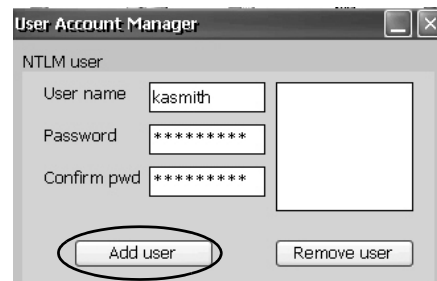 User Account Manager
NTLM user
User name kasmith
Password *********
Confirm pwd *********
Add user Remove user